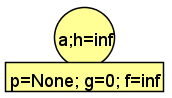 a;h=inf
p=None; g=0; f=inf